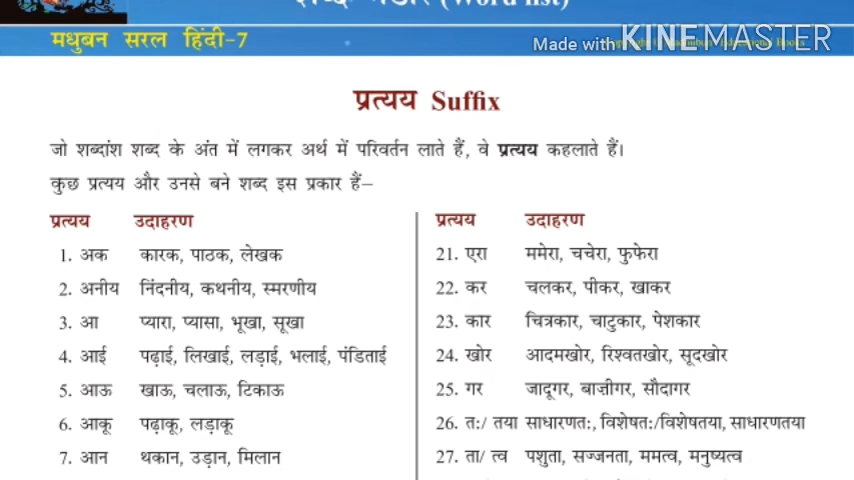 शब्द भंडार (Word list)
मधुबन सरल हिंदी-7
Made with KINEMASTER
प्रत्यय Suffix
जो शब्दांश शब्द के अंत में लगकर अर्थ में परिवर्तन लाते हैं, वे प्रत्यय कहलाते हैं।
कुछ प्रत्यय और उनसे बने शब्द इस प्रकार हैं–
प्रत्यय उदाहरण
1. अक कारक, पाठक, लेखक
2. अनीय निंदनीय, कथनीय, स्मरणीय
3. आ प्यारा, प्यासा, भूखा, सूखा
4. आई पढ़ाई, लिखाई, लड़ाई, भलाई, पंडिताई
5. आऊ खाऊ, चलाऊ, टिकाऊ
6. आकू पढ़ाकू, लड़ाकू
7. आन थकान, उड़ान, मिलान
प्रत्यय उदाहरण
21. एरा ममेरा, चचेरा, फुफेरा
22. कर चलकर, पीकर, खाकर
23. कार चित्रकार, चाटुकार, पेशकार
24. खोर आदमखोर, रिश्वतखोर, सूदखोर
25. गर जादूगर, बाज़ीगर, सौदागर
26. तः/ तया साधारणतः, विशेषतः/विशेषतया, साधारणतया
27. ता/ त्व पशुता, सज्जनता, ममत्व, मनुष्यत्व